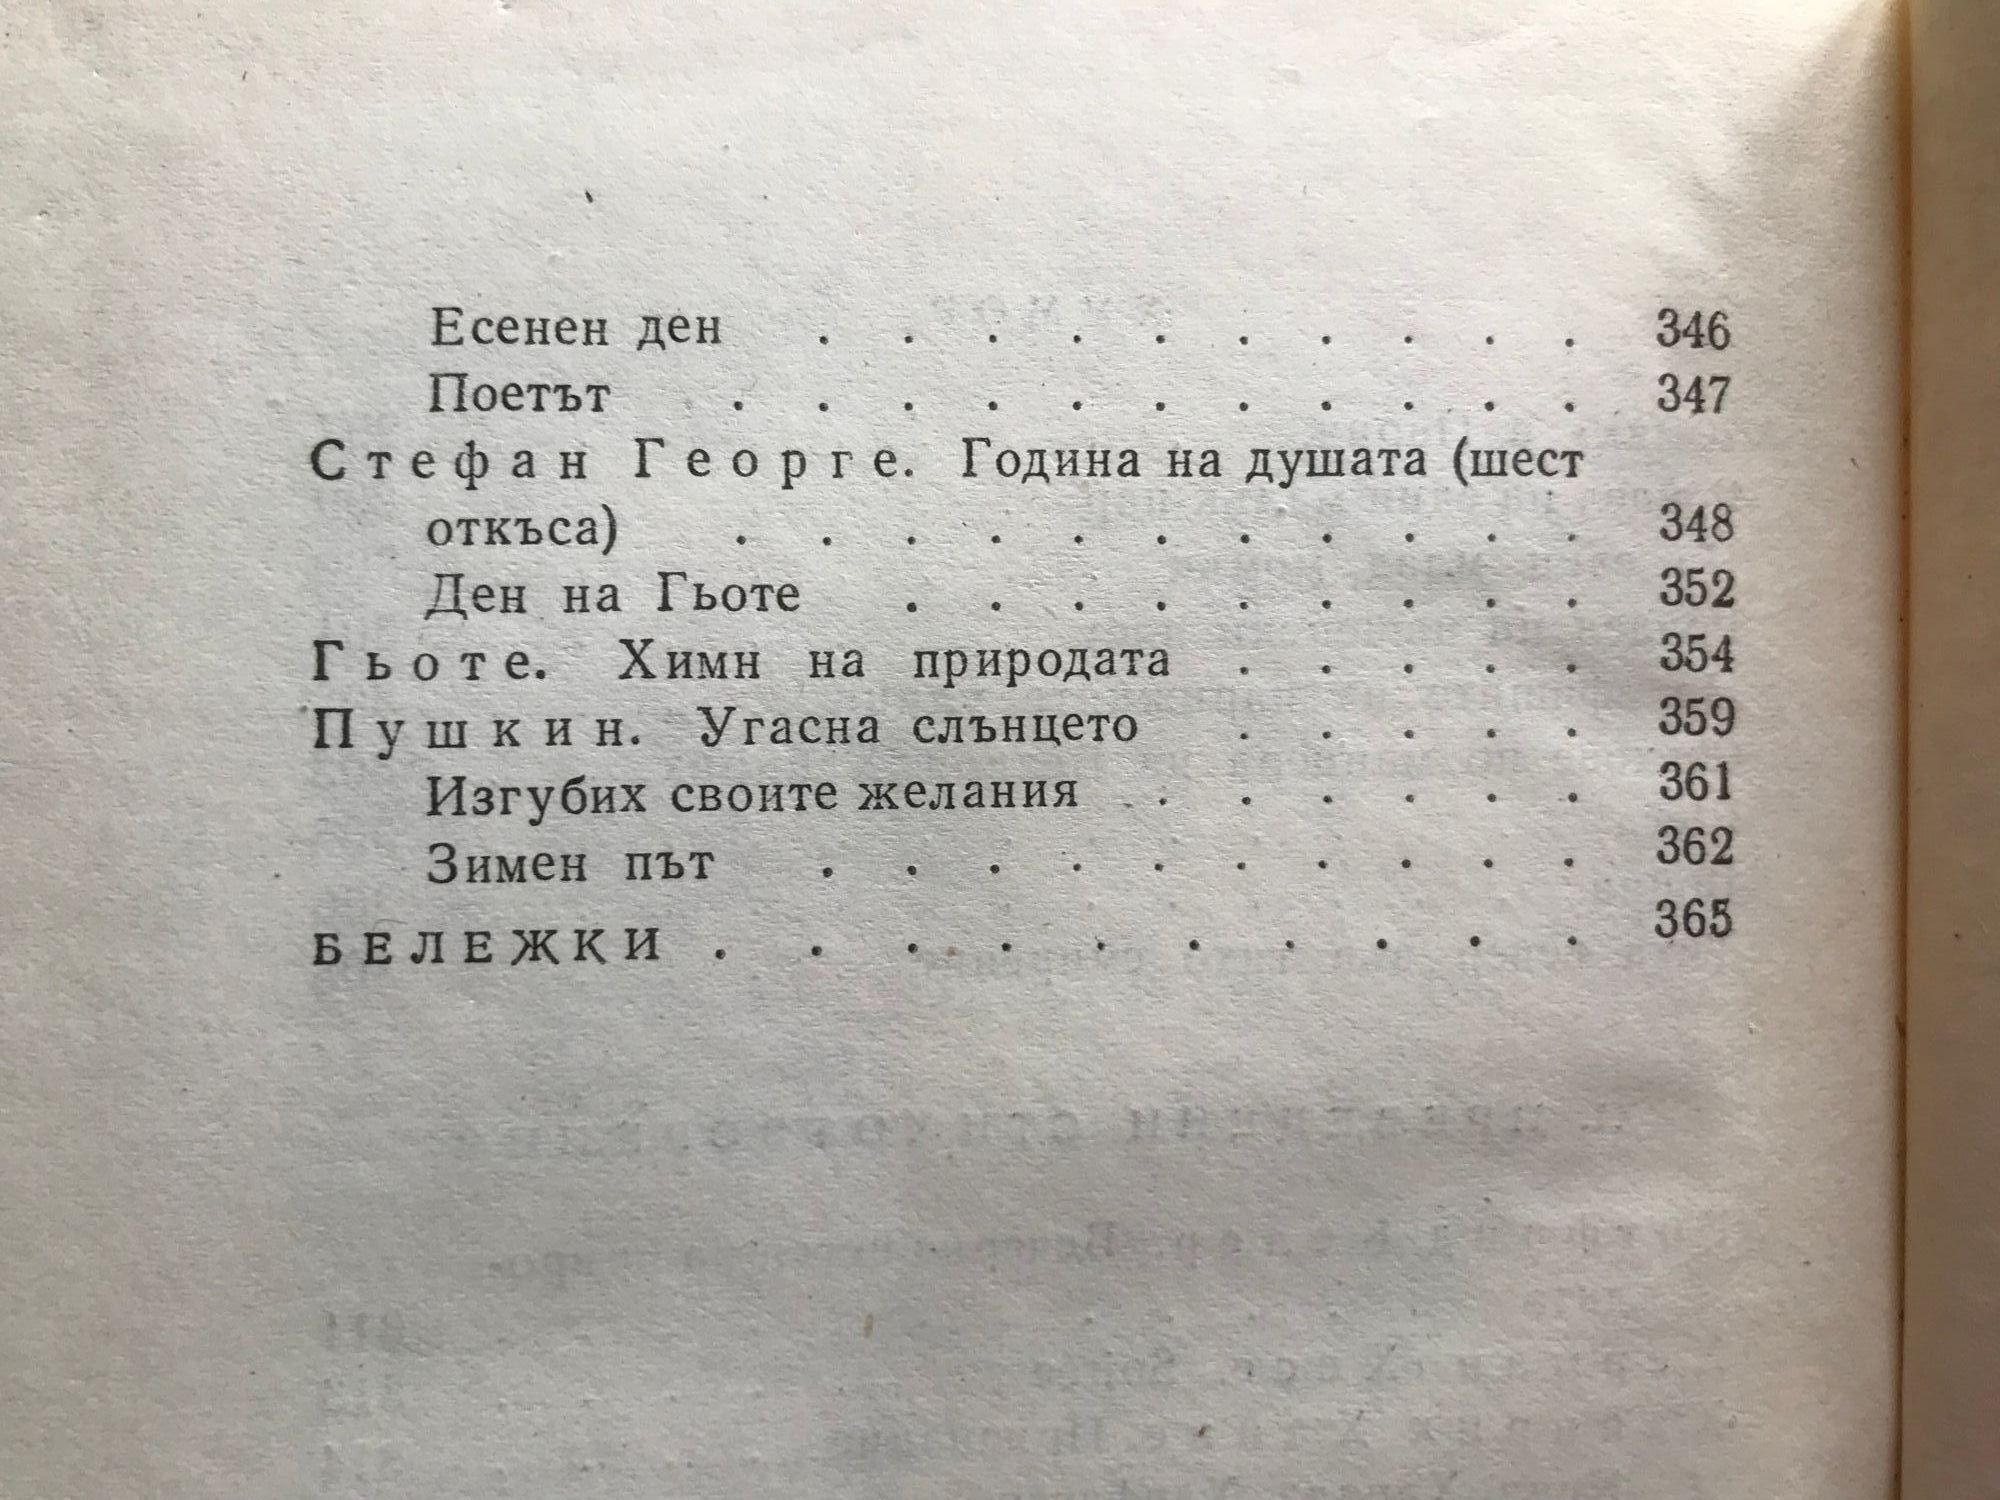 Есенен ден . . . . . . . . . . 346
Поетът . . . . . . . . . . . 347
Стефан Георге. Година на душата (шест
откъса) . . . . . . . . . . . 348
Ден на Гьоте . . . . . . . . . 352
Гьоте. Химн на природата . . . . . 354
Пушкин. Угасна слънцето . . . . . 359
Изгубих своите желания . . . . . . . 361
Зимен път . . . . . . . . . . 362
БЕЛЕЖКИ . . . . . . . . . . 365